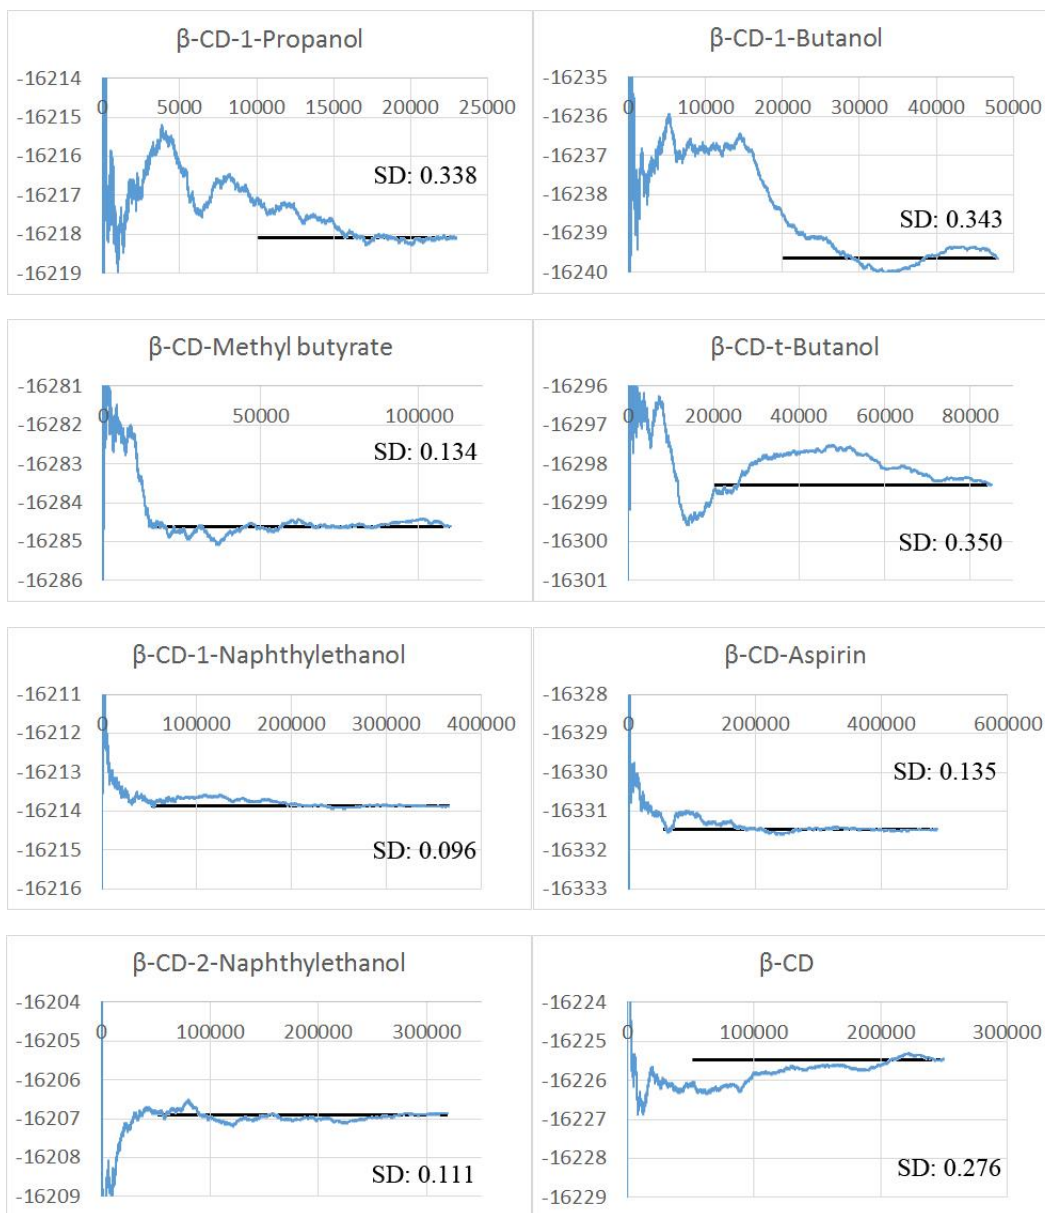 β-CD-1-Propanol
-16214
0 5000 10000 15000 20000 25000
-16215
-16216
SD: 0.338
-16217
-16218
-16219
β-CD-1-Butanol
-16235
0 10000 20000 30000 40000 50000
-16236
-16237
-16238
SD: 0.343
-16239
-16240
β-CD-Methyl butyrate
-16281
0 50000 100000
-16282
SD: 0.134
-16283
-16284
-16285
-16286
β-CD-t-Butanol
-16296
0 20000 40000 60000 80000
-16297
-16298
-16299
-16300
SD: 0.350
-16301
β-CD-1-Naphthylethanol
-16211
0 100000 200000 300000 400000
-16212
-16213
-16214
-16215
SD: 0.096
-16216
β-CD-Aspirin
-16328
0 200000 400000 600000
-16329
-16330
SD: 0.135
-16331
-16332
-16333
β-CD-2-Naphthylethanol
-16204
0 100000 200000 300000
-16205
-16206
-16207
-16208
SD: 0.111
-16209
β-CD
-16224
0 100000 200000 300000
-16225
-16226
-16227
-16228
SD: 0.276
-16229